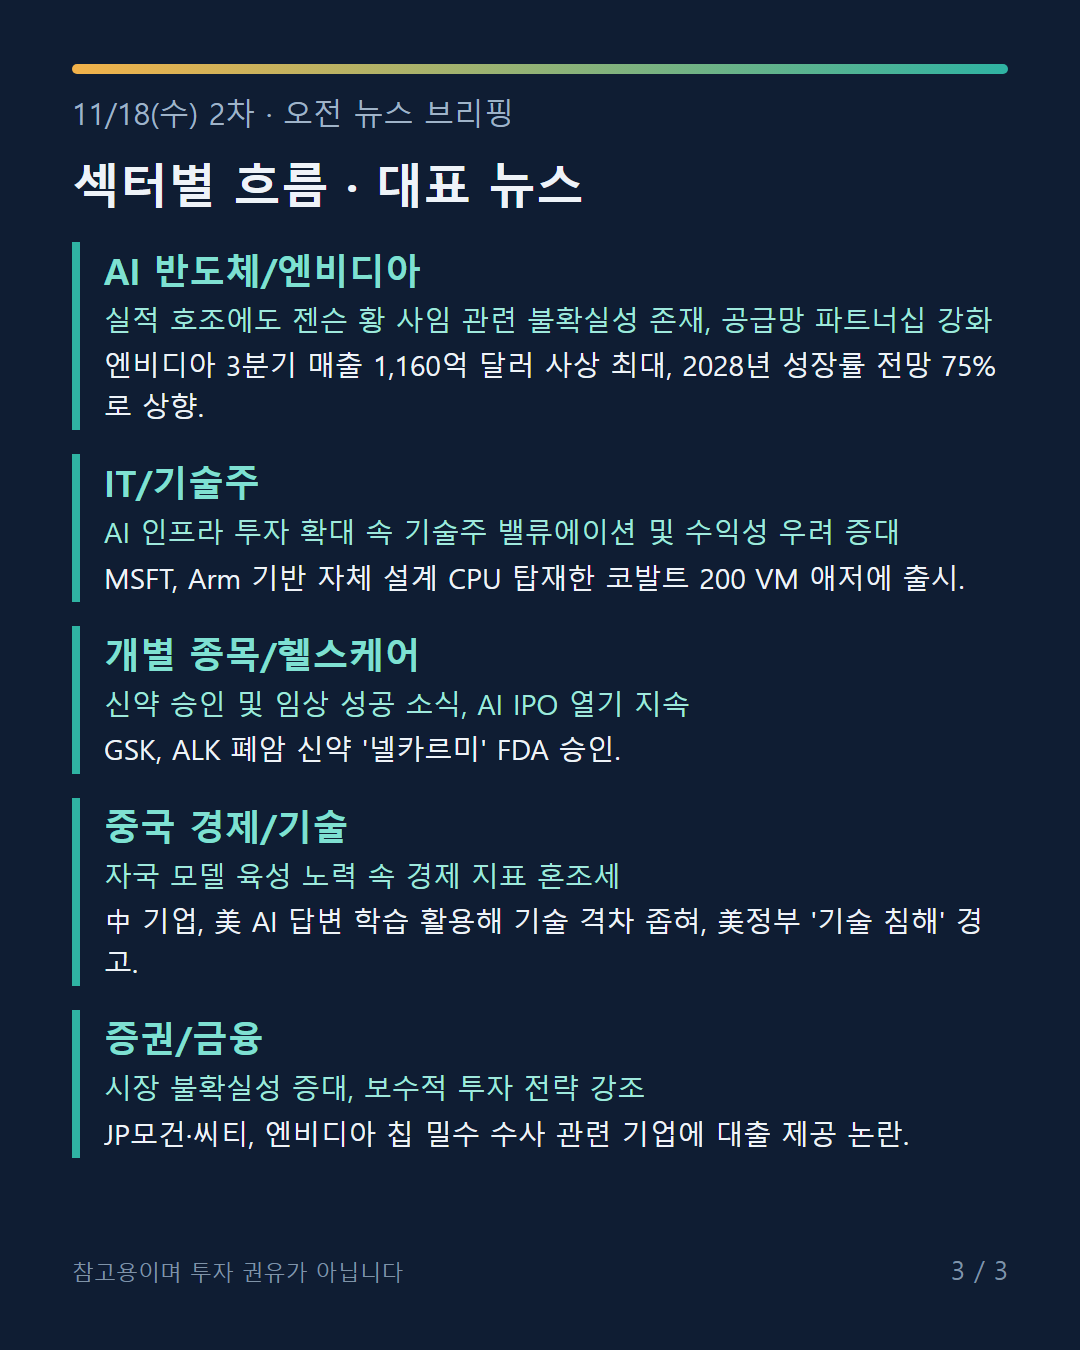 11/18(수) 2차 · 오전 뉴스 브리핑
섹터별 흐름 · 대표 뉴스
AI 반도체/엔비디아
실적 호조에도 젠슨 황 사임 관련 불확실성 존재, 공급망 파트너십 강화
엔비디아 3분기 매출 1,160억 달러 사상 최대, 2028년 성장률 전망 75%
로 상향.
IT/기술주
AI 인프라 투자 확대 속 기술주 밸류에이션 및 수익성 우려 증대
MSFT, Arm 기반 자체 설계 CPU 탑재한 코발트 200 VM 애저에 출시.
개별 종목/헬스케어
신약 승인 및 임상 성공 소식, AI IPO 열기 지속
GSK, ALK 폐암 신약 '넬카르미' FDA 승인.
중국 경제/기술
자국 모델 육성 노력 속 경제 지표 혼조세
中 기업, 美 AI 답변 학습 활용해 기술 격차 좁혀, 美정부 '기술 침해' 경
고.
증권/금융
시장 불확실성 증대, 보수적 투자 전략 강조
JP모건·씨티, 엔비디아 칩 밀수 수사 관련 기업에 대출 제공 논란.
참고용이며 투자 권유가 아닙니다
3 / 3